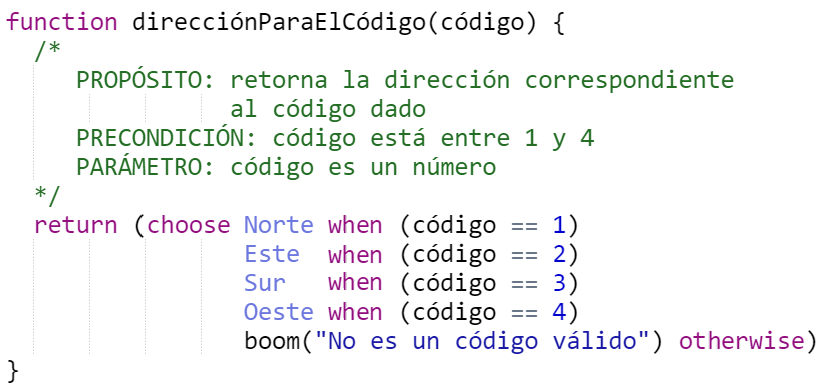 function direcciónParaElCódigo(código) {
/*
PROPÓSITO: retorna la dirección correspondiente
al código dado
PRECONDICIÓN: código está entre 1 y 4
PARÁMETRO: código es un número
*/
return (choose Norte when (código == 1)
Este when (código == 2)
Sur when (código == 3)
Oeste when (código == 4)
boom("No es un código válido") otherwise)
}